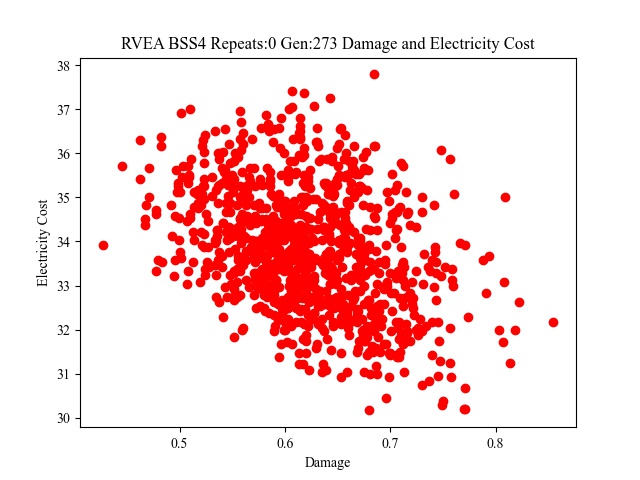 RVEA BSS4 Repeats:0 Gen:273 Damage and Electricity Cost
38
37
36
35
34
33
32
31
30
Electricity Cost
0.5 0.6 0.7 0.8
Damage